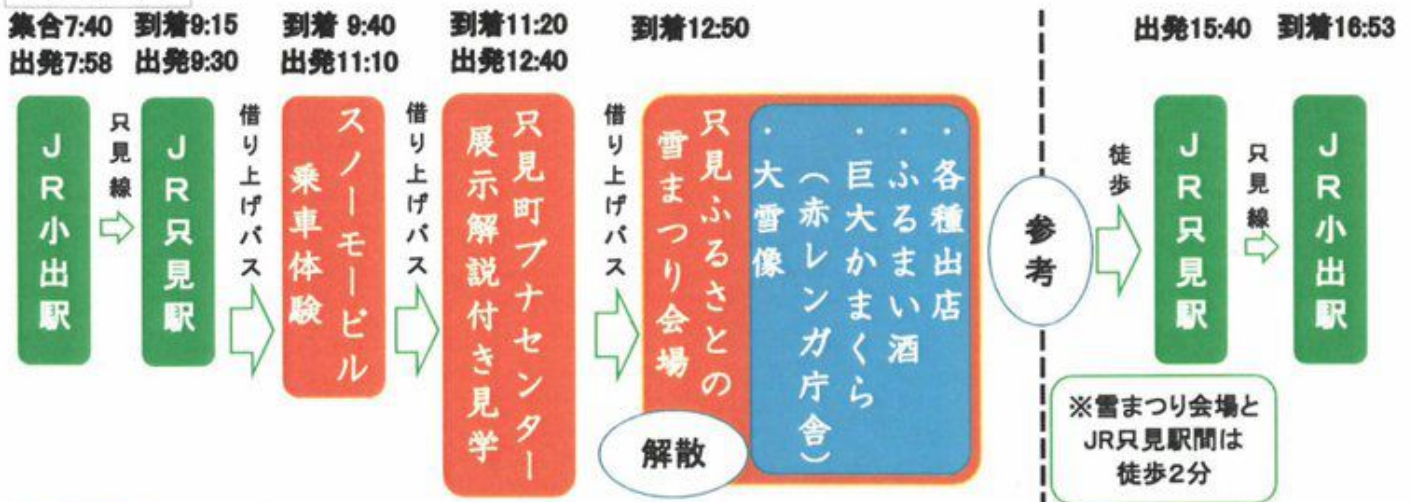 集合7:40
出発7:58
到着9:15
出発9:30
到着 9:40
出発11:10
到着11:20
出発12:40
到着12:50
出発15:40
到着16:53
JR小出駅
只見線
JR只見駅
借り上げバス
スノーモービル
乗車体験
借り上げバス
只見町ブナセンター
展示解説付き見学
借り上げバス
只見ふるさとの
雪まつり会場
・各種出店
・ふるまい酒
・巨大かまくら
(赤レンガ庁舎)
・大雪像
解散
参考
徒歩
JR只見駅
只見線
JR小出駅
※雪まつり会場と
JR只見駅間は
徒歩2分